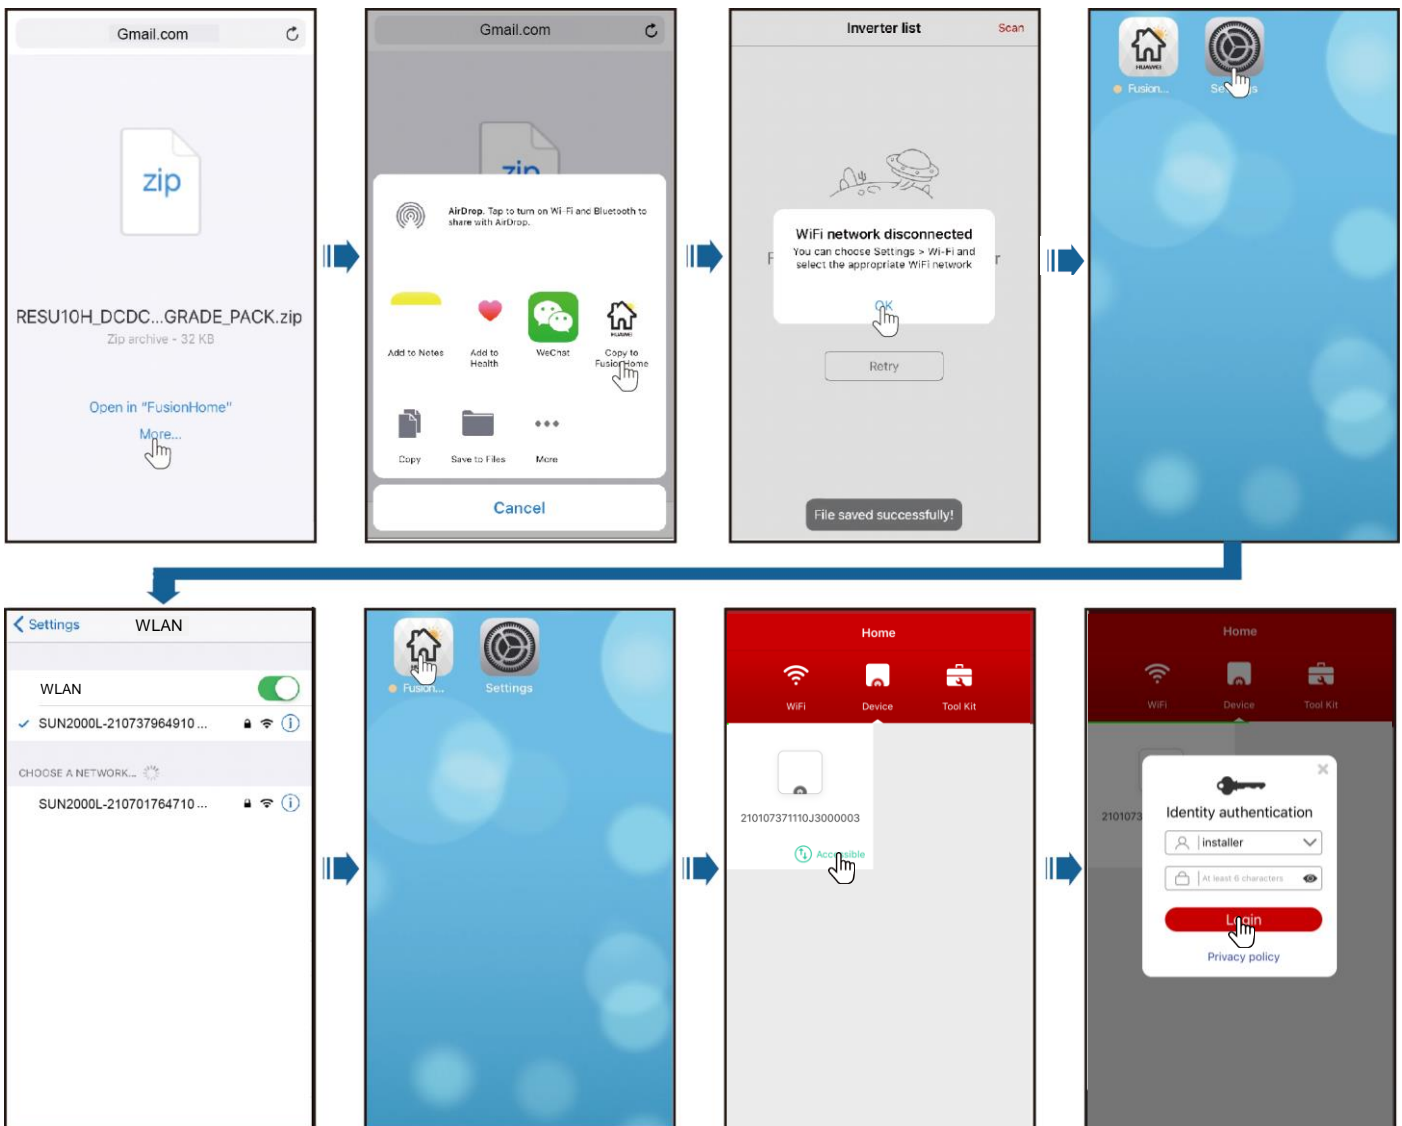 Gmail.com
zip
RESU10H_DCDC...GRADE_PACK.zip
Zip archive - 32 KB
Open in "FusionHome"
More...
Gmail.com
zip
AirDrop. Tap to turn on Wi-Fi and Bluetooth to
share with AirDrop.
HUAWEI
Add to Notes
Add to
Health
WeChat
Copy to
FusionHome
Copy
Save to Files
More
Cancel
Inverter list
Scan
WiFi network disconnected
You can choose Settings > Wi-Fi and
select the appropriate WiFi network
F
r
OK
Retry
File saved successfully!
HUAWEI
Fusion...
Settings
Settings
WLAN
WLAN
SUN2000L-210737964910...
CHOOSE A NETWORK...
SUN2000L-210701764710...
Fusion...
Settings
Home
WiFi
Device
Tool Kit
210107371110J3000003
Accessible
Home
WiFi
Device
Tool Kit
2101073
Identity authentication
installer
At least 6 characters
Login
Privacy policy